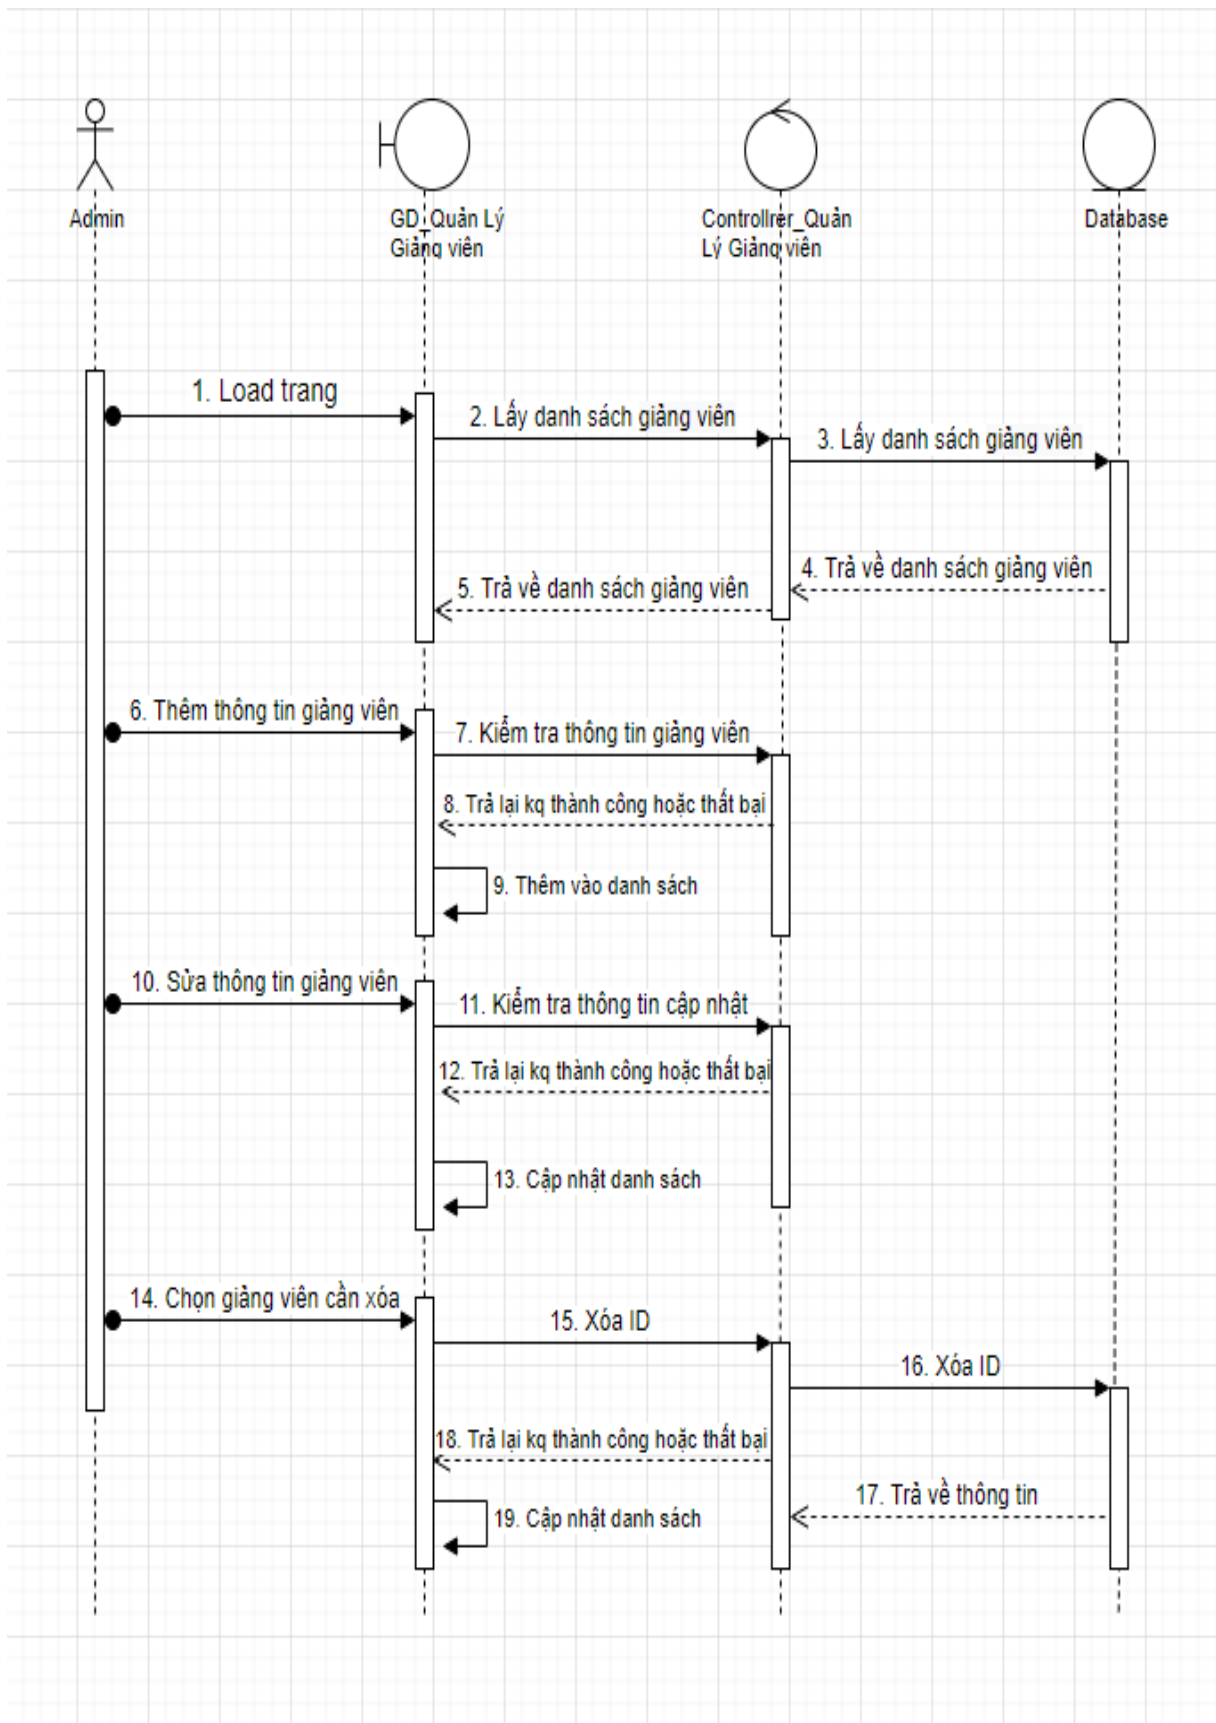 Admin
GD_Quản Lý
Giảng viên
Controllrer_Quản
Lý Giảng viên
Database
1. Load trang
2. Lấy danh sách giảng viên
3. Lấy danh sách giảng viên
4. Trả về danh sách giảng viên
5. Trả về danh sách giảng viên
6. Thêm thông tin giảng viên
7. Kiểm tra thông tin giảng viên
8. Trả lại kq thành công hoặc thất bại
9. Thêm vào danh sách
10. Sửa thông tin giảng viên
11. Kiểm tra thông tin cập nhật
12. Trả lại kq thành công hoặc thất bại
13. Cập nhật danh sách
14. Chọn giảng viên cần xóa
15. Xóa ID
16. Xóa ID
18. Trả lại kq thành công hoặc thất bại
17. Trả về thông tin
19. Cập nhật danh sách